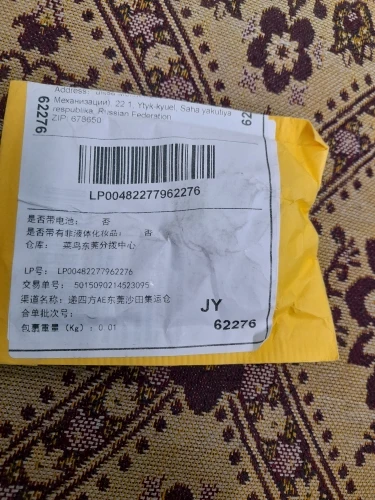 Address:
Механизации). 22 1, Ytyk-kyuel, Saha yakutiya
respublika, Russian Federation
ZIP: 678650
62276
62
LP00482277962276
是否带电池: 否
是否带有非液体化妆品: 否
仓库: 菜鸟东莞分拨中心
LP号: LP00482277962276
交易单号: 5015090214523095
渠道名称: 递四方AE东莞沙田集运仓
合单批次号:
包裹重量(Kg): 0.01
JY
62276